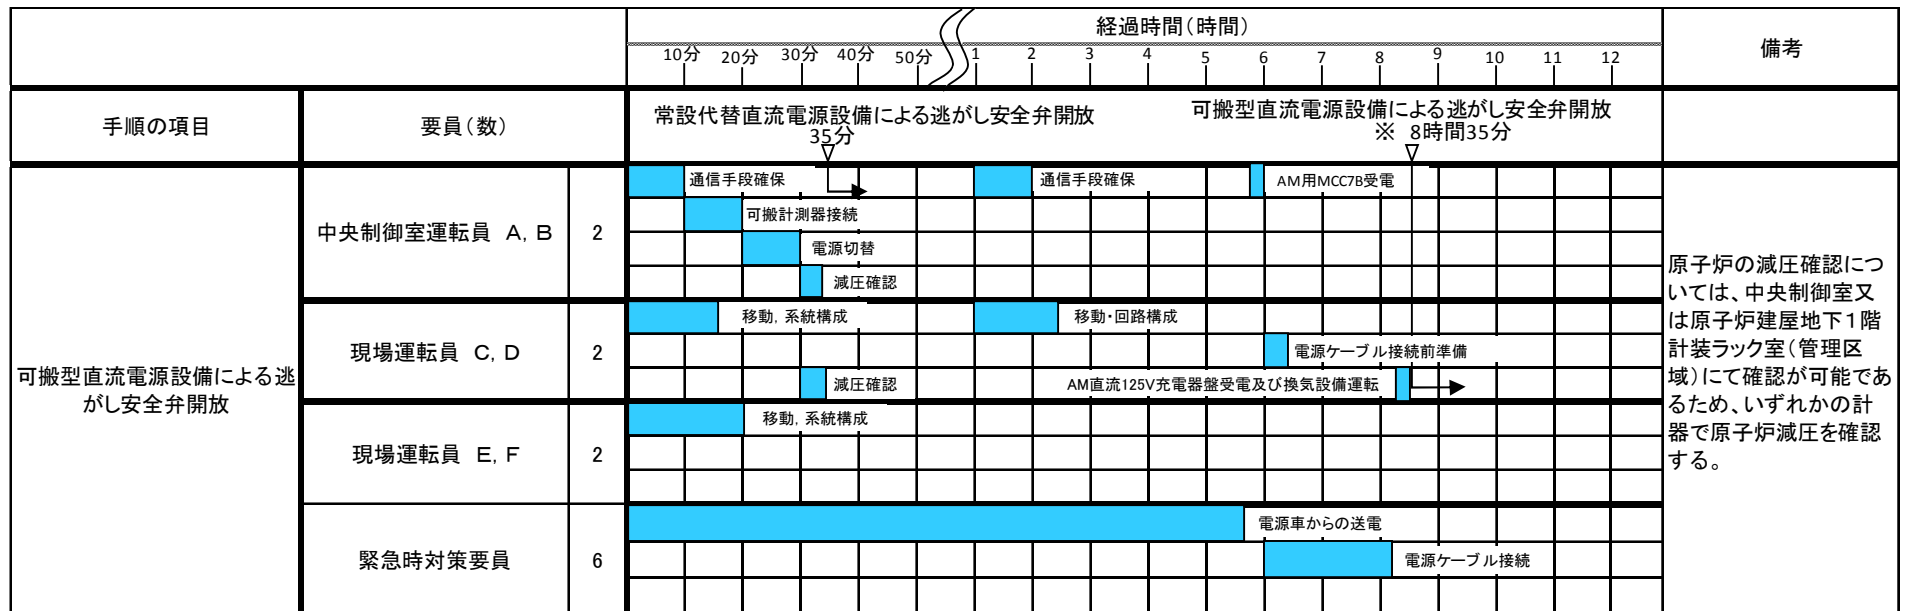 経過時間（時間）
備考
10分 20分 30分 40分 50分 1 2 3 4 5 6 7 8 9 10 11 12
手順の項目
要員（数）
常設代替直流電源設備による逃がし安全弁開放
35分
可搬型直流電源設備による逃がし安全弁開放
※ 8時間35分
可搬型直流電源設備による逃
がし安全弁開放
中央制御室運転員 A, B
2
通信手段確保
通信手段確保
AM用MCC7B受電
可搬計測器接続
電源切替
減圧確認
現場運転員 C, D
2
移動, 系統構成
移動・回路構成
電源ケーブル接続前準備
減圧確認
AM直流125V充電器盤受電及び換気設備運転
現場運転員 E, F
2
移動, 系統構成
緊急時対策要員
6
電源車からの送電
電源ケーブル接続
原子炉の減圧確認につ
いては、中央制御室又
は原子炉建屋地下１階
計装ラック室（管理区
域）にて確認が可能であ
るため、いずれかの計
器で原子炉減圧を確認
する。